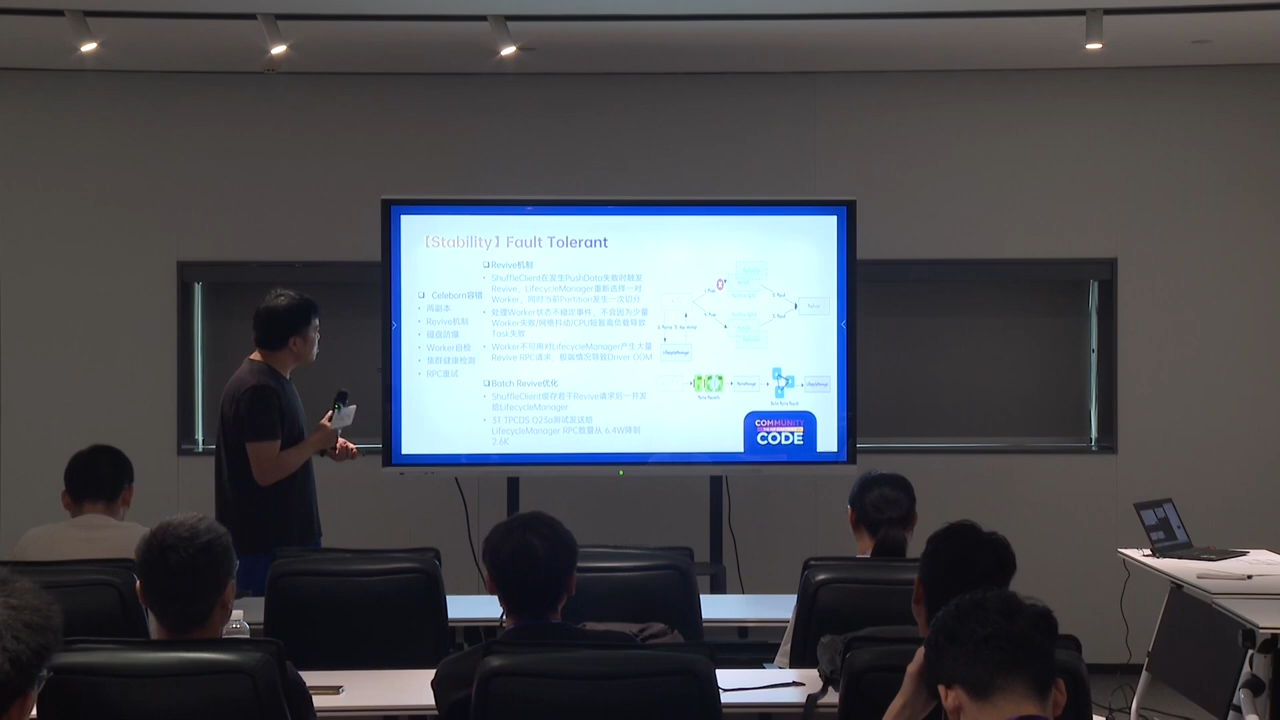 【Stability】Fault Tolerant
Celeborn容错
两副本
Revive机制
磁盘防爆
Worker自检
集群健康检测
RPC重试
Revive机制
ShuffleClient在发生PushData失败时触发
Revive，LifecycleManager重新选择一对
Worker，同时当前Partition发生一次切分
处理Worker状态不稳定事件，不会因为少量
Worker失败/网络抖动/CPU短暂高负载导致
Task失败
Worker不可用对LifecycleManager产生大量
Revive RPC请求，极端情况导致Driver OOM
Batch Revive优化
ShuffleClient缓存若干Revive请求后一并发
给LifecycleManager
3T TPCDS Q23a测试发送给
LifecycleManager RPC数量从 6.4W降到
2.6K
COMMUNITY
CODE